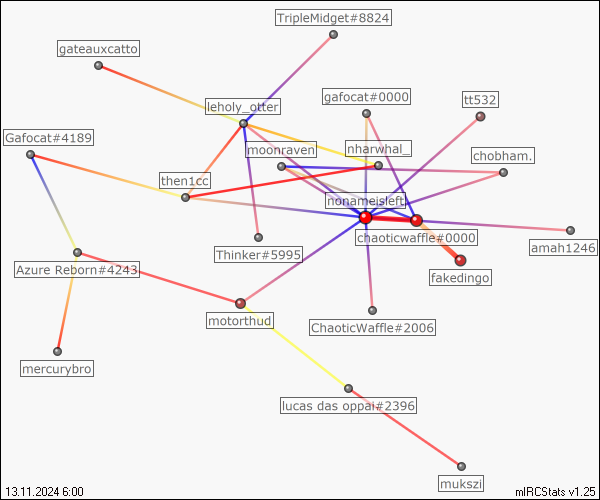 TripleMidget#8824
gateauxcatto
gafocat#0000
tt532
leholy_otter
Gafocat#4189
moonraven
nharwhal_
chobham.
then1cc
nonameisleft
chaoticwaffle#0000
amah1246
Thinker#5995
Azure Reborn#4243
fakedingo
motorthud
ChaoticWaffle#2006
mercurybro
lucas das oppai#2396
mukszi
13.11.2024 6:00
mIRCStats v1.25